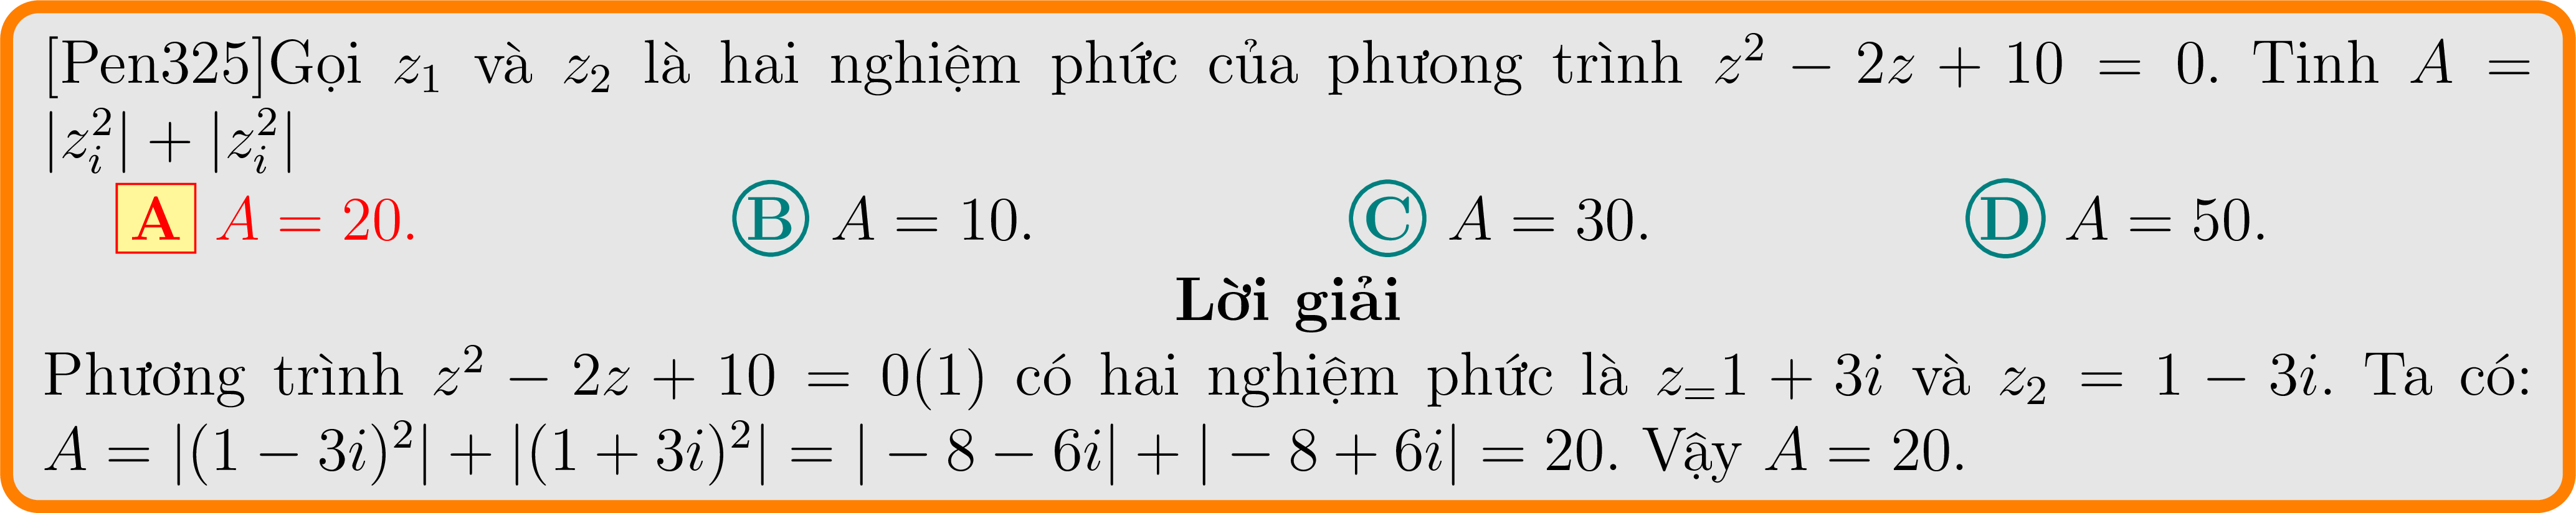 [Pen325]Gọi $z_1$ và $z_2$ là hai nghiệm phức của phưong trình $z^2 - 2z + 10 = 0$. Tinh $A =$
$|z_i^2| + |z_i^2|$
A $A = 20.$ B $A = 10.$ C $A = 30.$ D $A = 50.$
Lời giải
Phương trình $z^2 - 2z + 10 = 0(1)$ có hai nghiệm phức là $z_=1 + 3i$ và $z_2 = 1 - 3i$. Ta có:
$A = |(1 - 3i)^2| + |(1 + 3i)^2| = | - 8 - 6i| + | - 8 + 6i| = 20$. Vậy $A = 20$.